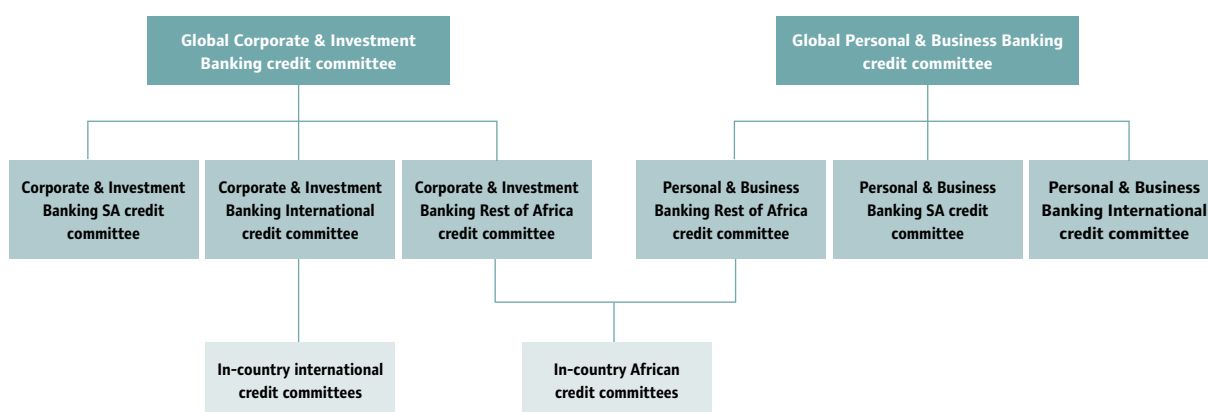 Global Corporate & Investment
Banking credit committee
Global Personal & Business Banking
credit committee
Corporate & Investment
Banking SA credit
committee
Corporate & Investment
Banking International
credit committee
Corporate & Investment
Banking Rest of Africa
credit committee
Personal & Business
Banking Rest of Africa
credit committee
Personal & Business
Banking SA credit
committee
Personal & Business
Banking International
credit committee
In-country international
credit committees
In-country African
credit committees